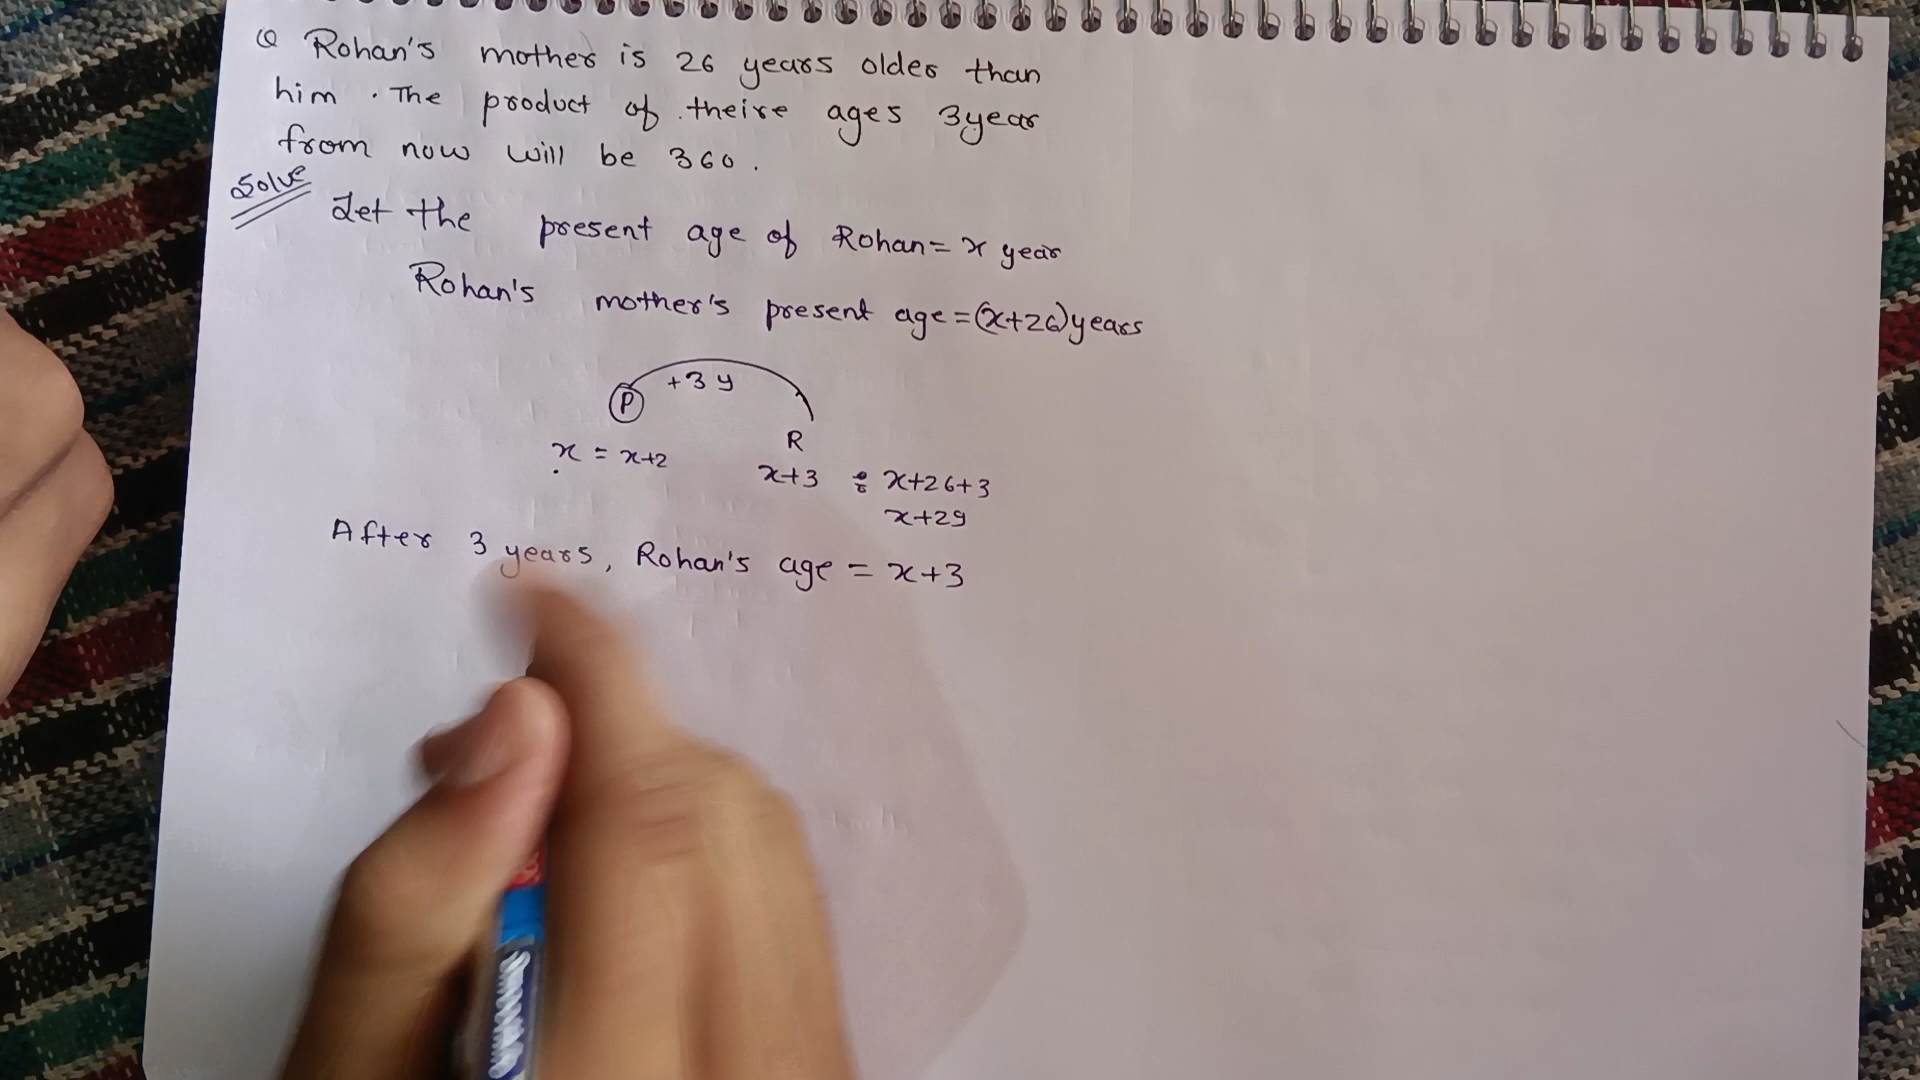 Q Rohan's mother is 26 years older than
him. The product of theire ages 3year
from now will be 360.
Solve
Let the present age of Rohan = x year
Rohan's mother's present age = (x+26)years
+3 y
P
R
x = x+2
x+3 : x+26+3
x+29
After 3 years, Rohan's age = x+3